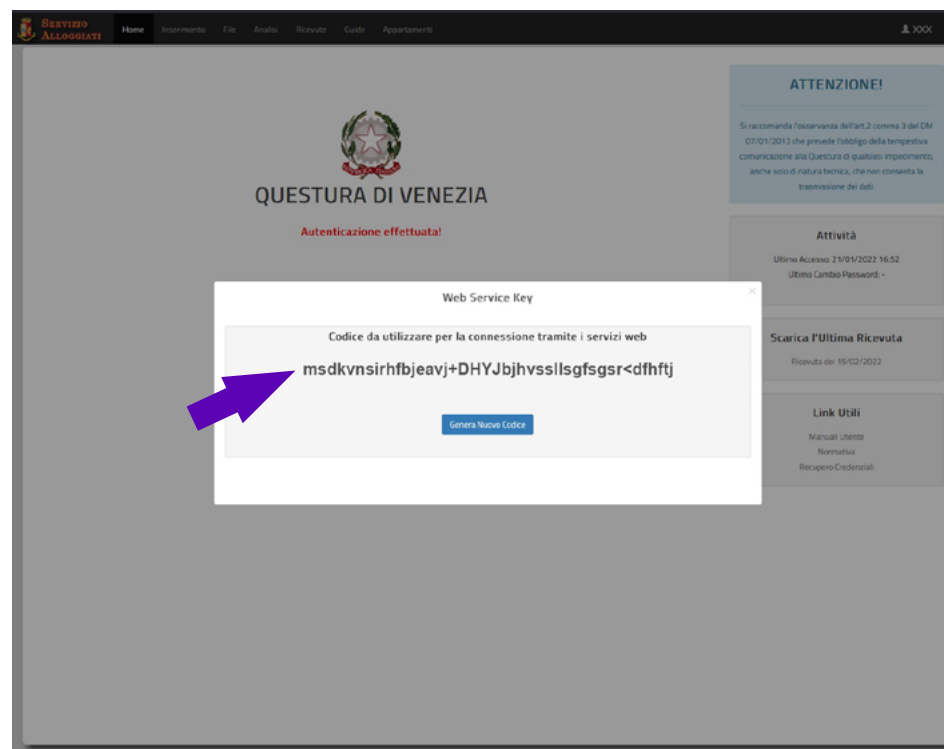 SERVIZIO
ALLOGGIATI
Home Inserimento File Analisi Ricevute Guide Appartamenti XXX
QUESTURA DI VENEZIA
Autenticazione effettuata!
ATTENZIONE!
Si raccomanda l'osservanza dell'art.2 comma 3 del DM
07/01/2013 che prevede l'obbligo della tempestiva
comunicazione alla Questura di qualsiasi impedimento,
anche solo di natura tecnica, che non consenta la
trasmissione dei dati.
Attività
Ultimo Accesso: 21/01/2022 16:52
Ultimo Cambio Password: -
Web Service Key
×
Codice da utilizzare per la connessione tramite i servizi web
msdkvnsirhfbjeavj+DHYJbjhvssllsgfsgsr<dfhftj
Genera Nuovo Codice
Scarica l'Ultima Ricevuta
Ricevuta del 15/02/2022
Link Utili
Manuali Utente
Normativa
Recupero Credenziali